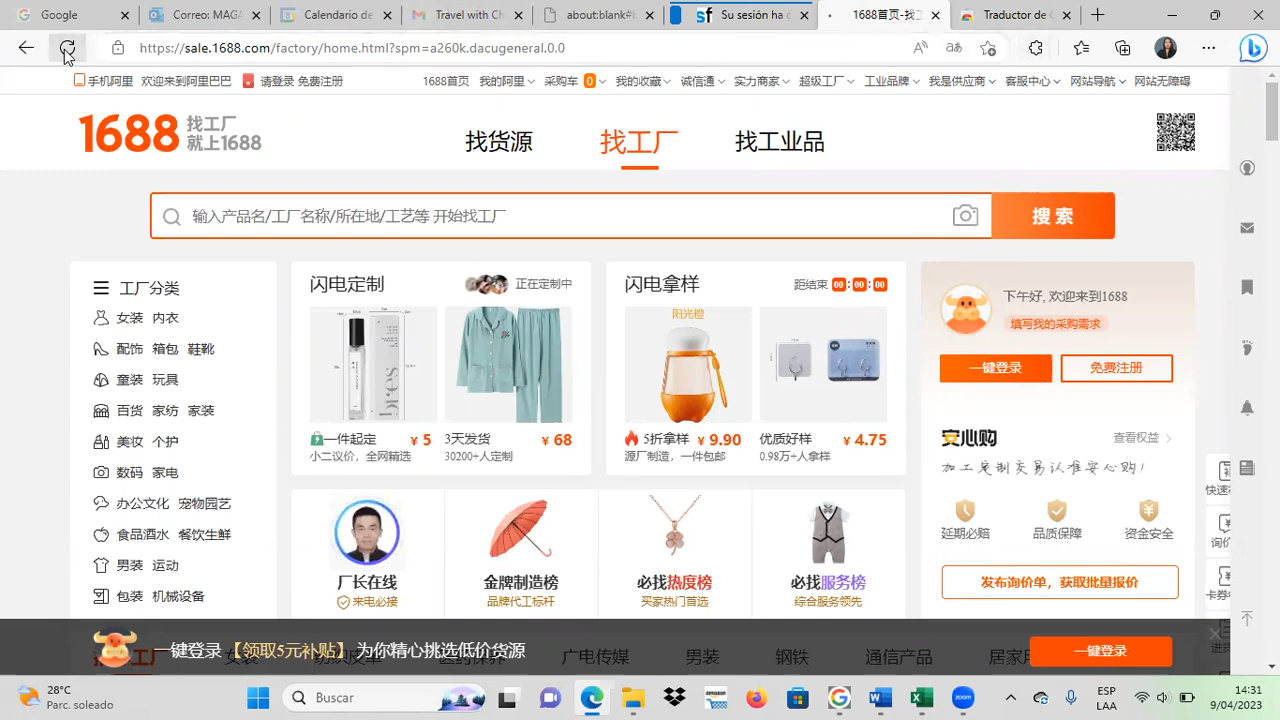 Google
Correo: MAGA
Calendario de
Travel with C
about:blank#b
Su sesión ha c
1688首页-找工
Traductor de G
https://sale.1688.com/factory/home.html?spm=a260k.dacugeneral.0.0
手机阿里 欢迎来到阿里巴巴 请登录 免费注册 1688首页 我的阿里 采购车 0 我的收藏 诚信通 实力商家 超级工厂 工业品牌 我是供应商 客服中心 网站导航 网站无障碍
1688 找工厂 就上1688
找货源 找工厂 找工业品
输入产品名/工厂名称/所在地/工艺等 开始找工厂
搜 索
工厂分类
女装 内衣
配饰 箱包 鞋靴
童装 玩具
百货 家纺 家装
美妆 个护
数码 家电
办公文化 宠物园艺
食品酒水 餐饮生鲜
男装 运动
包装 机械设备
闪电定制 正在定制中
一件起定 ¥ 5
小二议价，全网精选
3天发货 ¥ 68
30200+人定制
闪电拿样 距结束 00:00:00
阳光橙
5折拿样 ¥ 9.90
源厂制造，一件包邮
优质好样 ¥ 4.75
0.98万+人拿样
厂长在线
来电必接
金牌制造榜
品牌代工标杆
必找热度榜
买家热门首选
必找服务榜
综合服务领先
下午好, 欢迎来到1688
填写我的采购需求
一键登录 免费注册
安心购 查看权益
加工定制交易认准安心购！
延期必赔 品质保障 资金安全
发布询价单，获取批量报价
一键登录【领取5元补贴】为你精心挑选低价货源
一键登录
女装 医药保养 广电传媒 男装 钢铁 通信产品
28°C
Parc. soleado
Buscar
amazon
zoom
ESP
LAA
14:31
9/04/2023